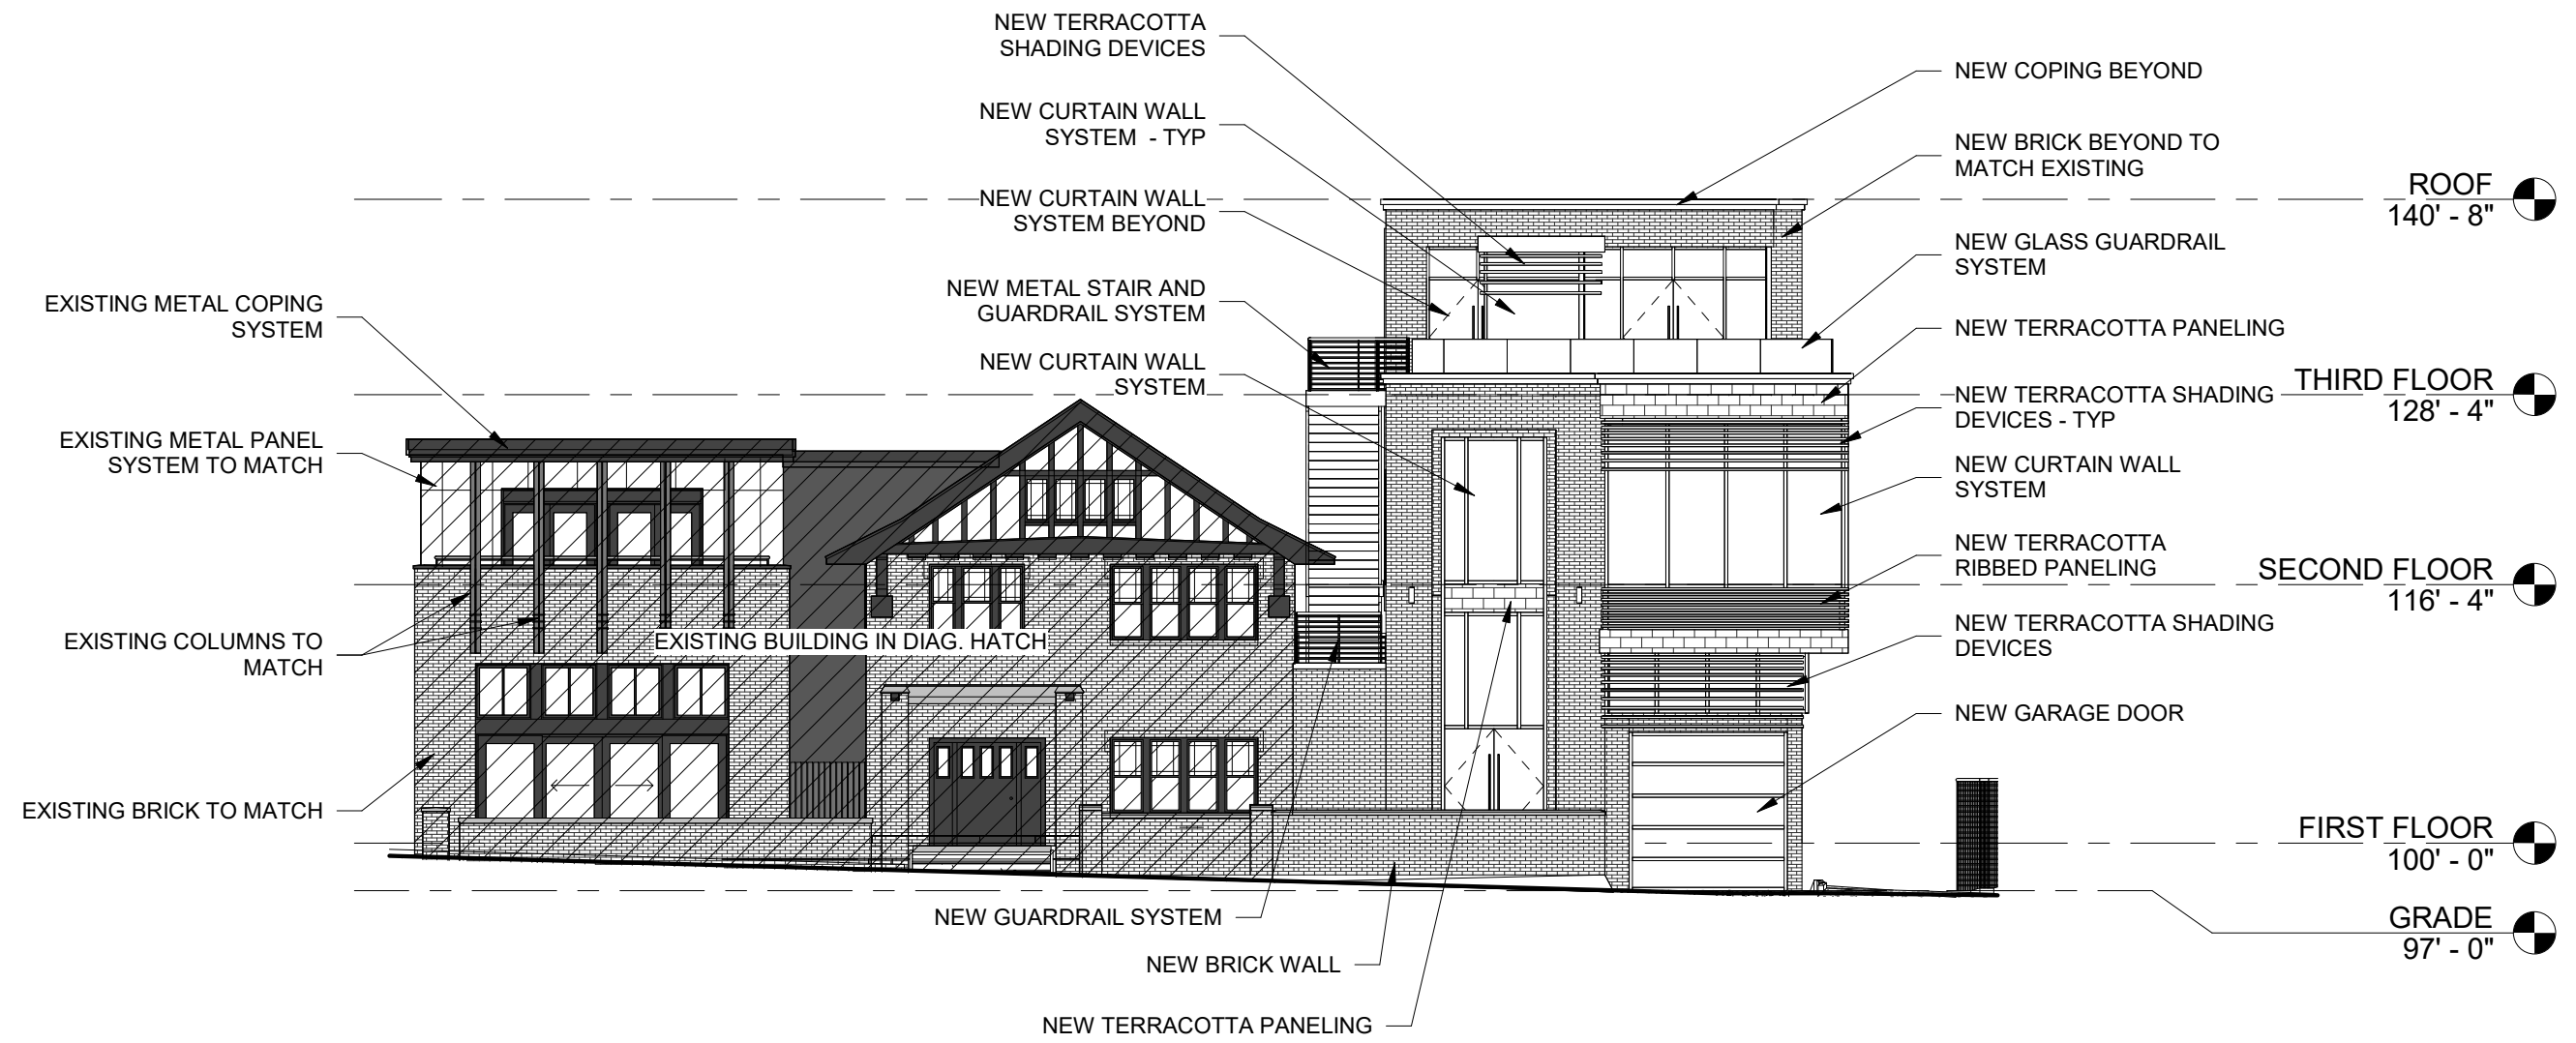 NEW TERRACOTTA
SHADING DEVICES
NEW CURTAIN WALL
SYSTEM - TYP
NEW CURTAIN WALL
SYSTEM BEYOND
NEW METAL STAIR AND
GUARDRAIL SYSTEM
NEW CURTAIN WALL
SYSTEM
EXISTING METAL COPING
SYSTEM
EXISTING METAL PANEL
SYSTEM TO MATCH
EXISTING COLUMNS TO
MATCH
EXISTING BRICK TO MATCH
EXISTING BUILDING IN DIAG. HATCH
NEW GUARDRAIL SYSTEM
NEW BRICK WALL
NEW TERRACOTTA PANELING
NEW COPING BEYOND
NEW BRICK BEYOND TO
MATCH EXISTING
NEW GLASS GUARDRAIL
SYSTEM
NEW TERRACOTTA PANELING
NEW TERRACOTTA SHADING
DEVICES - TYP
NEW CURTAIN WALL
SYSTEM
NEW TERRACOTTA
RIBBED PANELING
NEW TERRACOTTA SHADING
DEVICES
NEW GARAGE DOOR
ROOF
140' - 8"
THIRD FLOOR
128' - 4"
SECOND FLOOR
116' - 4"
FIRST FLOOR
100' - 0"
GRADE
97' - 0"